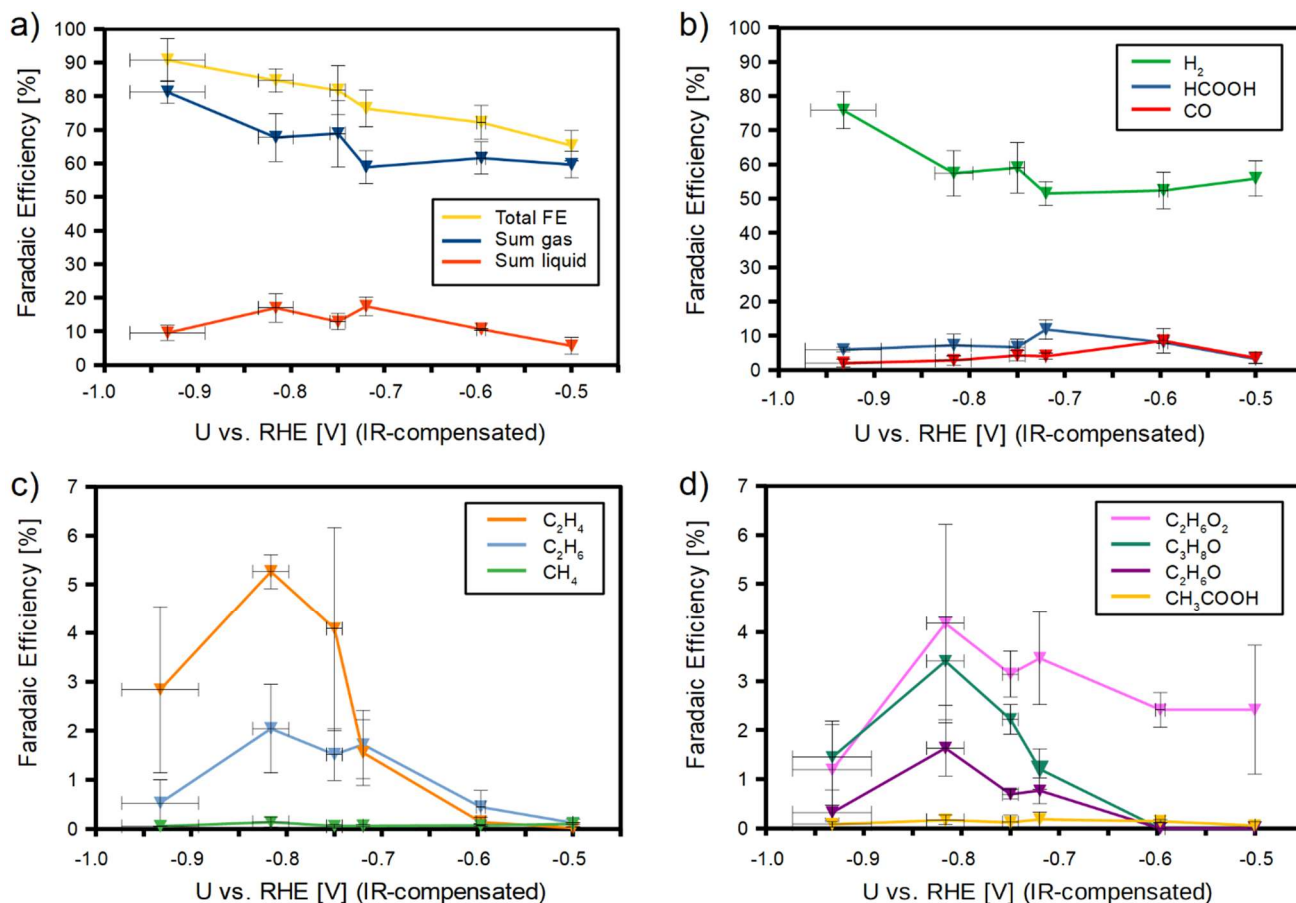 a)
Faradaic Efficiency [%]
100
90
80
70
60
50
40
30
20
10
0
Total FE
Sum gas
Sum liquid
-1.0 -0.9 -0.8 -0.7 -0.6 -0.5
U vs. RHE [V] (IR-compensated)
b)
Faradaic Efficiency [%]
100
90
80
70
60
50
40
30
20
10
0
H₂
HCOOH
CO
-1.0 -0.9 -0.8 -0.7 -0.6 -0.5
U vs. RHE [V] (IR-compensated)
c)
Faradaic Efficiency [%]
7
6
5
4
3
2
1
0
C₂H₄
C₂H₆
CH₄
-1.0 -0.9 -0.8 -0.7 -0.6 -0.5
U vs. RHE [V] (IR-compensated)
d)
Faradaic Efficiency [%]
7
6
5
4
3
2
1
0
C₂H₆O₂
C₃H₈O
C₂H₆O
CH₃COOH
-1.0 -0.9 -0.8 -0.7 -0.6 -0.5
U vs. RHE [V] (IR-compensated)